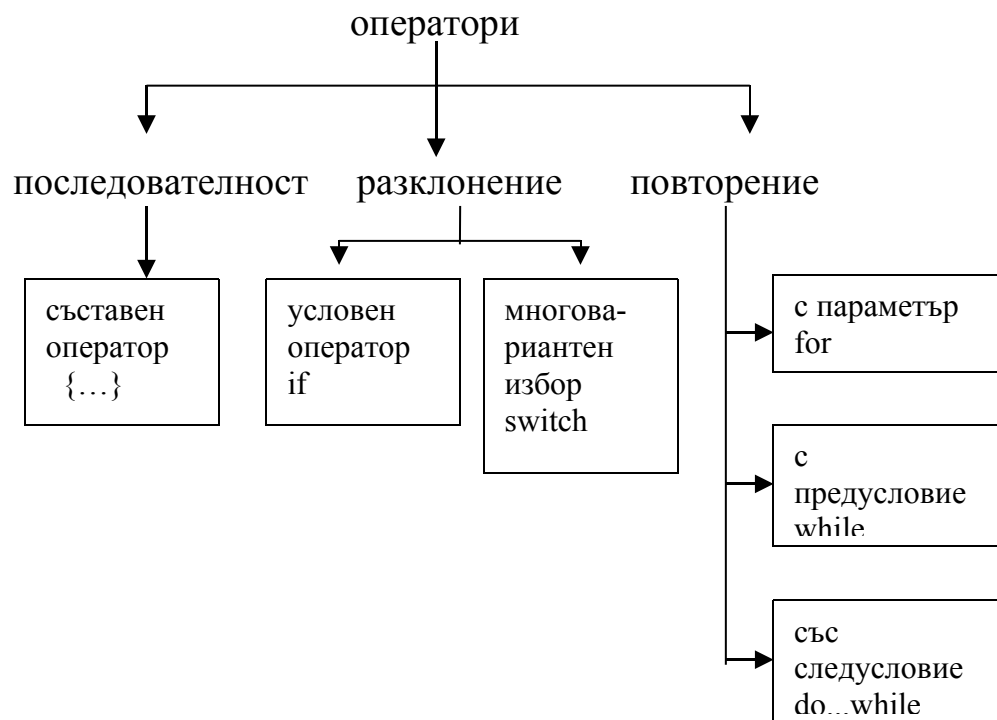 оператори
последователност
разклонение
повторение
съставен
оператор
{…}
условен
оператор
if
многова-
риантен
избор
switch
с параметър
for
с
предусловие
while
със
следусловие
do...while